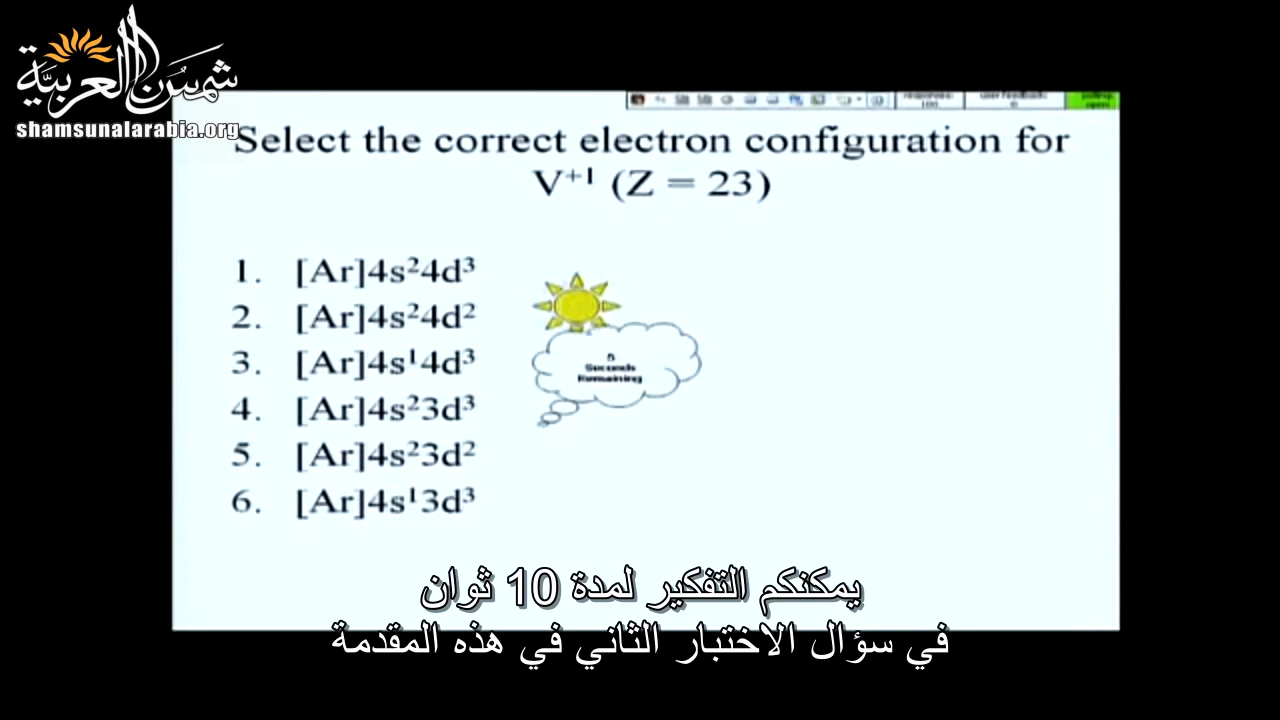 شمس العربية
shamsunalarabia.org
Select the correct electron configuration for
V⁺¹ (Z = 23)
1. [Ar]4s²4d³
2. [Ar]4s²4d²
3. [Ar]4s¹4d³
4. [Ar]4s²3d³
5. [Ar]4s²3d²
6. [Ar]4s¹3d³
Seconds
Remaining
يمكنكم التفكير لمدة 10 ثوان
في سؤال الاختبار الثاني في هذه المقدمة